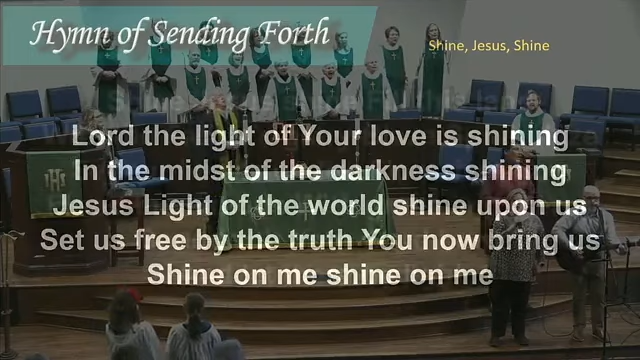 Hymn of Sending Forth
Shine, Jesus, Shine
Lord the light of Your love is shining
In the midst of the darkness shining
Jesus Light of the world shine upon us
Set us free by the truth You now bring us
Shine on me shine on me
IHS